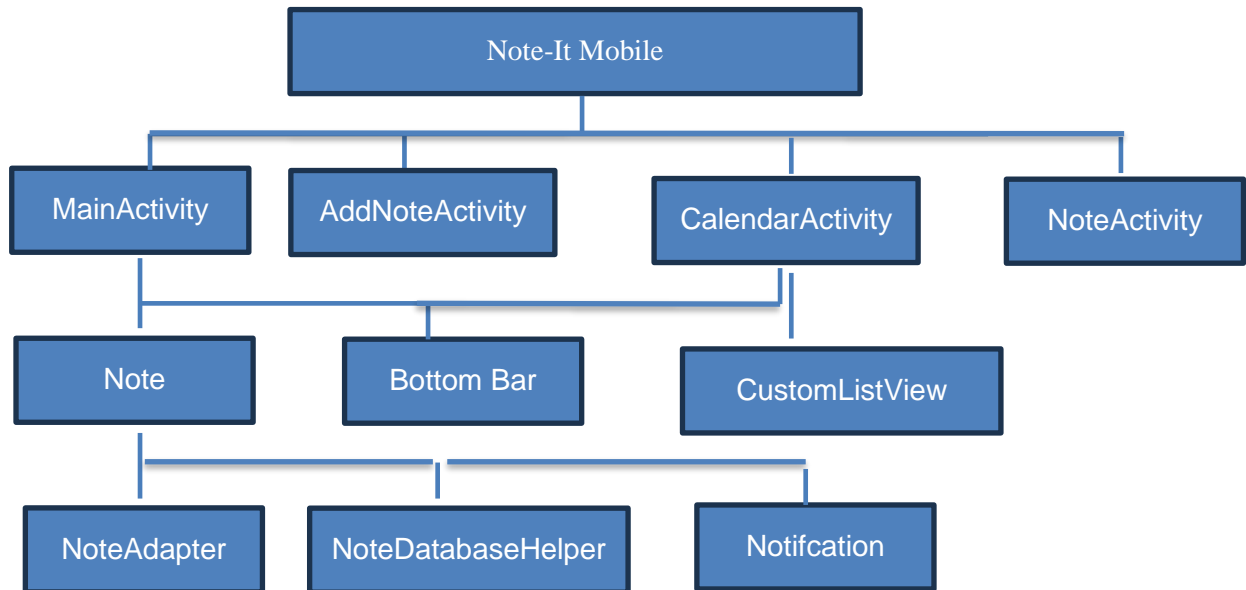 Note-It Mobile
MainActivity
AddNoteActivity
CalendarActivity
NoteActivity
Note
Bottom Bar
CustomListView
NoteAdapter
NoteDatabaseHelper
Notifcation